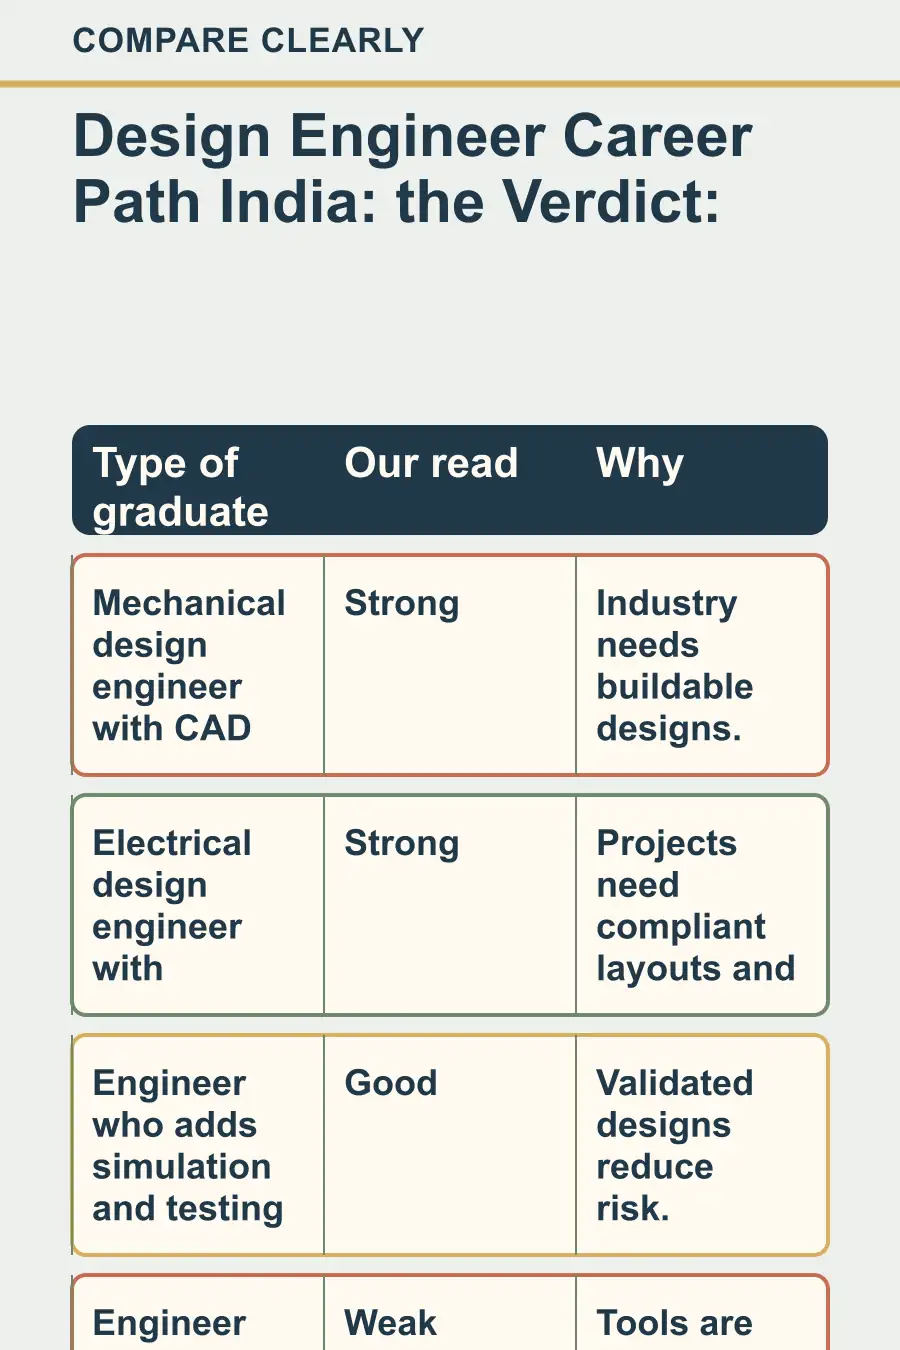 COMPARE CLEARLY
Design Engineer Career
Path India: the Verdict:
Type of
graduate
Our read
Why
Mechanical
design
engineer
with CAD
Strong
Industry
needs
buildable
designs.
Electrical
design
engineer
with
Strong
Projects
need
compliant
layouts and
Engineer
who adds
simulation
and testing
Good
Validated
designs
reduce
risk.
Engineer
Weak
Tools are